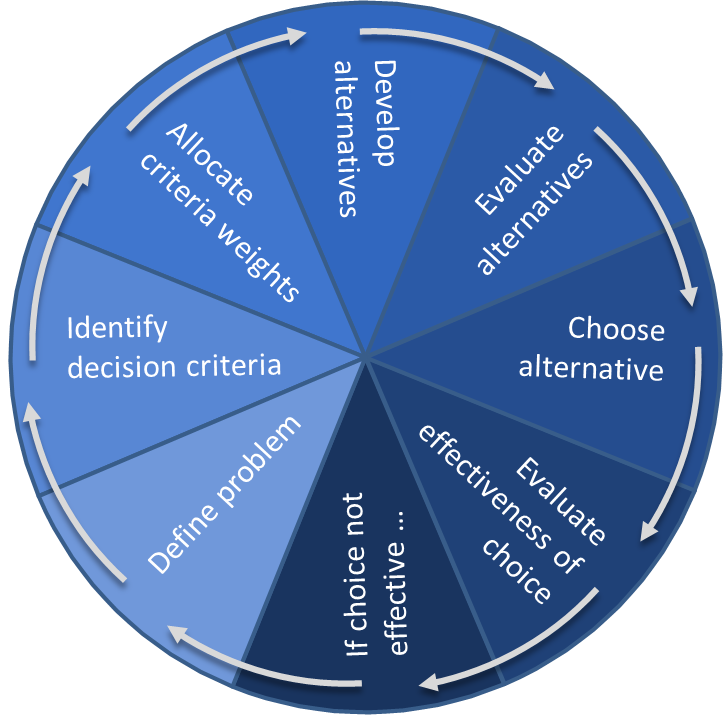 Define problem
Identify
decision criteria
Allocate
criteria weights
Develop
alternatives
Evaluate
alternatives
Choose
alternative
Evaluate
effectiveness of
choice
If choice not
effective ...